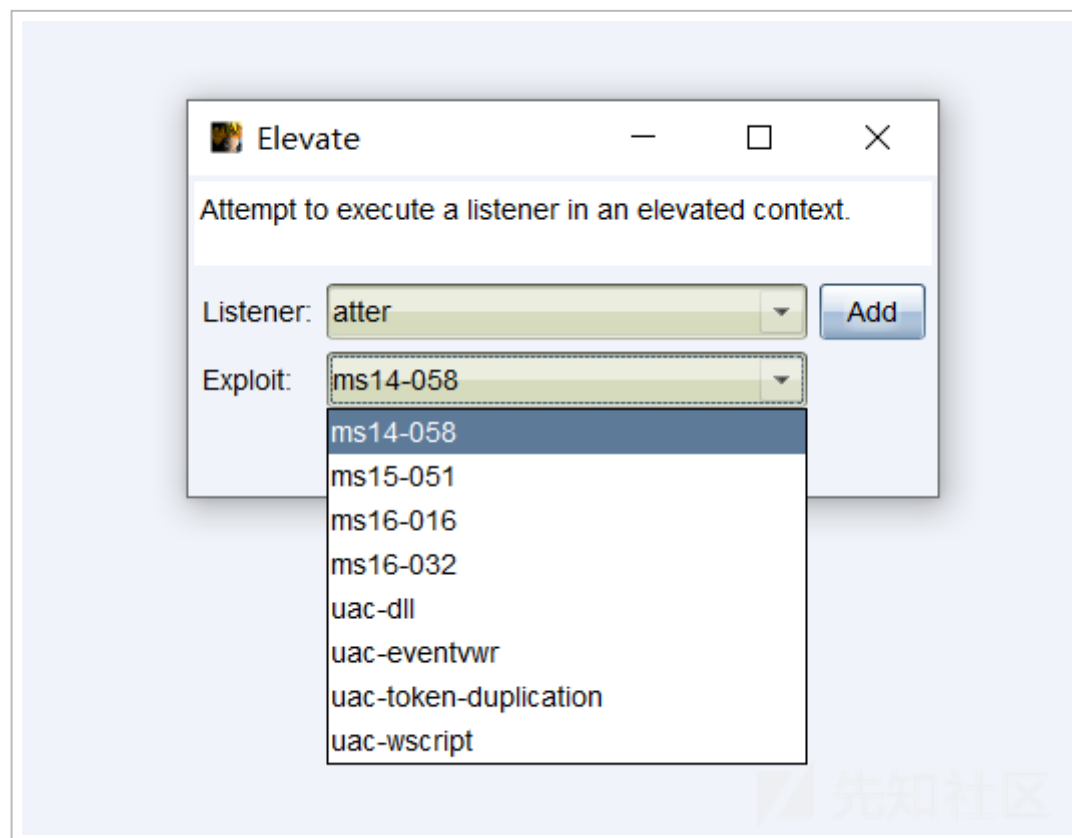 Elevate
Attempt to execute a listener in an elevated context.
Listener: atter Add
Exploit: ms14-058
ms14-058
ms15-051
ms16-016
ms16-032
uac-dll
uac-eventvwr
uac-token-duplication
uac-wscript
先知社区